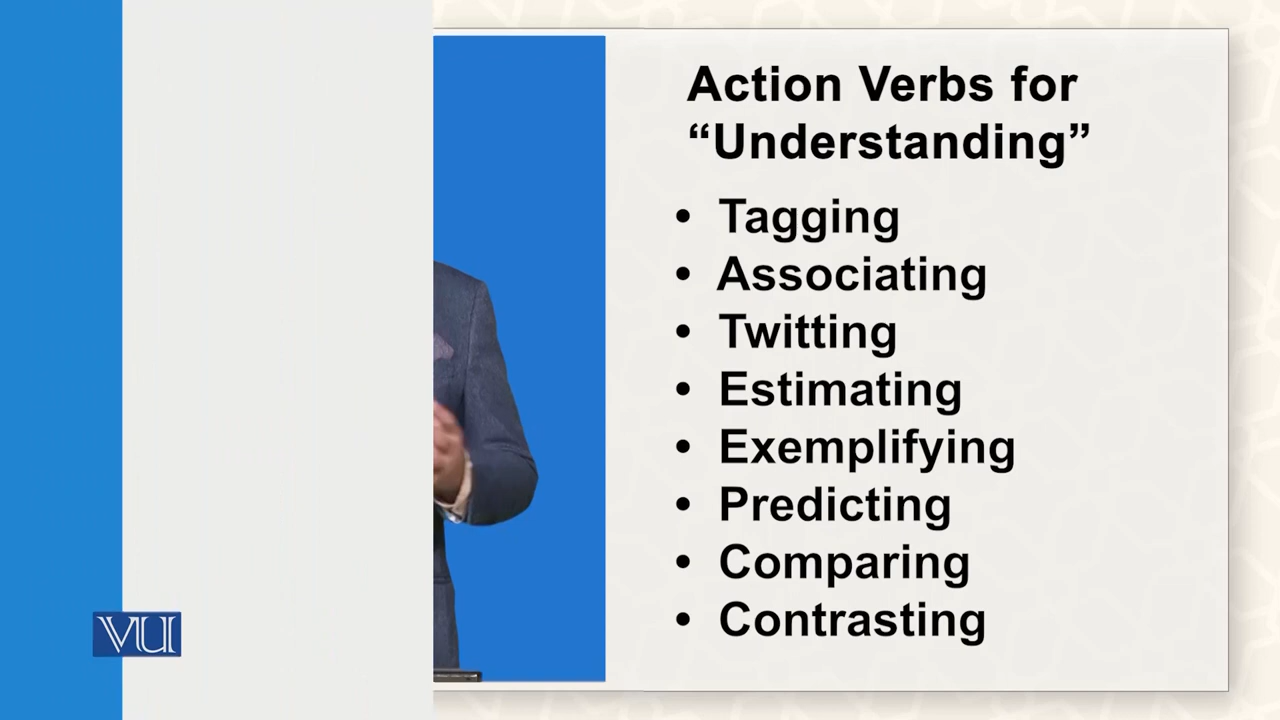 Action Verbs for
“Understanding”
• Tagging
• Associating
• Twitting
• Estimating
• Exemplifying
• Predicting
• Comparing
• Contrasting
VU